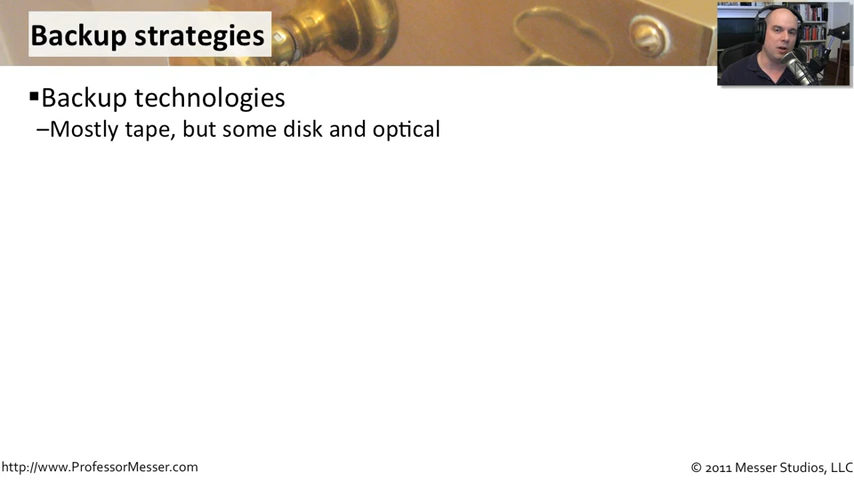 Backup strategies
▪Backup technologies
–Mostly tape, but some disk and optical
http://www.ProfessorMesser.com
© 2011 Messer Studios, LLC